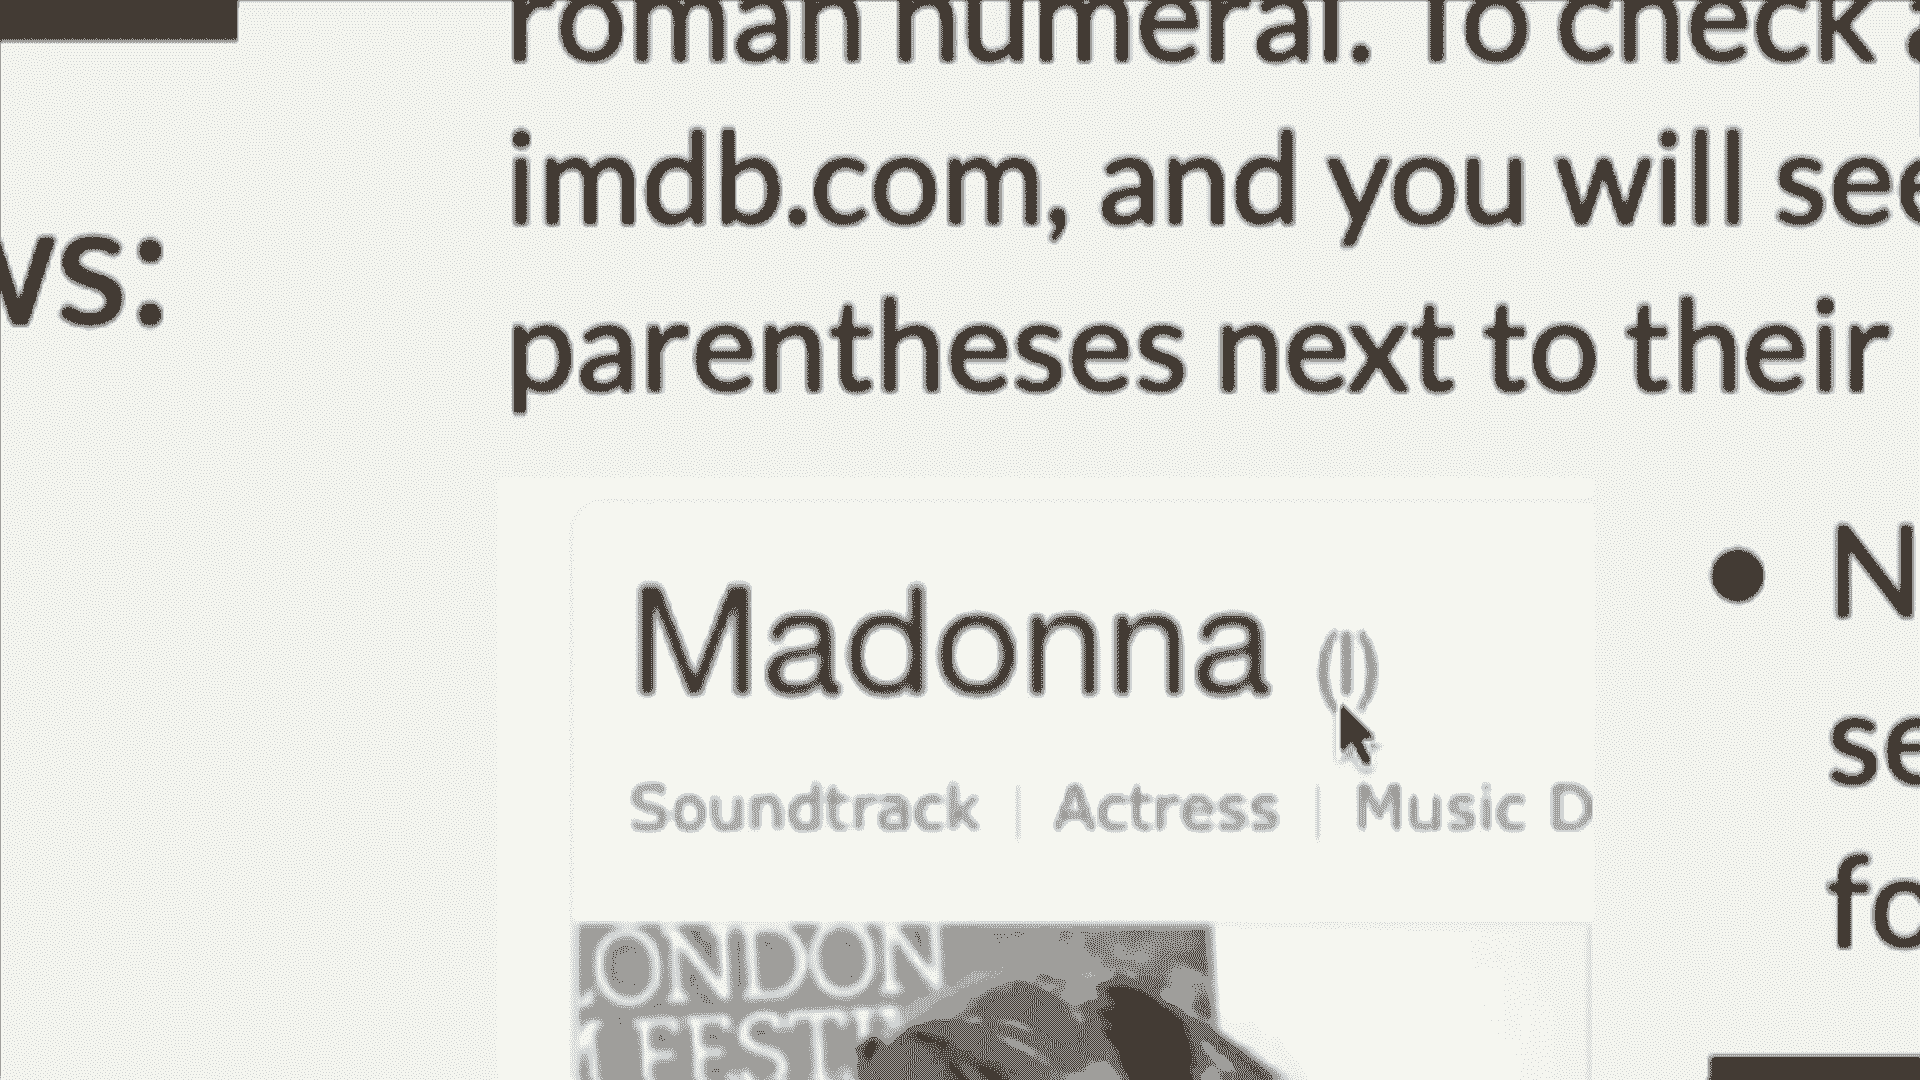 roman numeral. To check a
imdb.com, and you will see
ws:
parentheses next to their
Madonna (I)
Soundtrack | Actress | Music D
N
se
fo
LONDON
FESTI